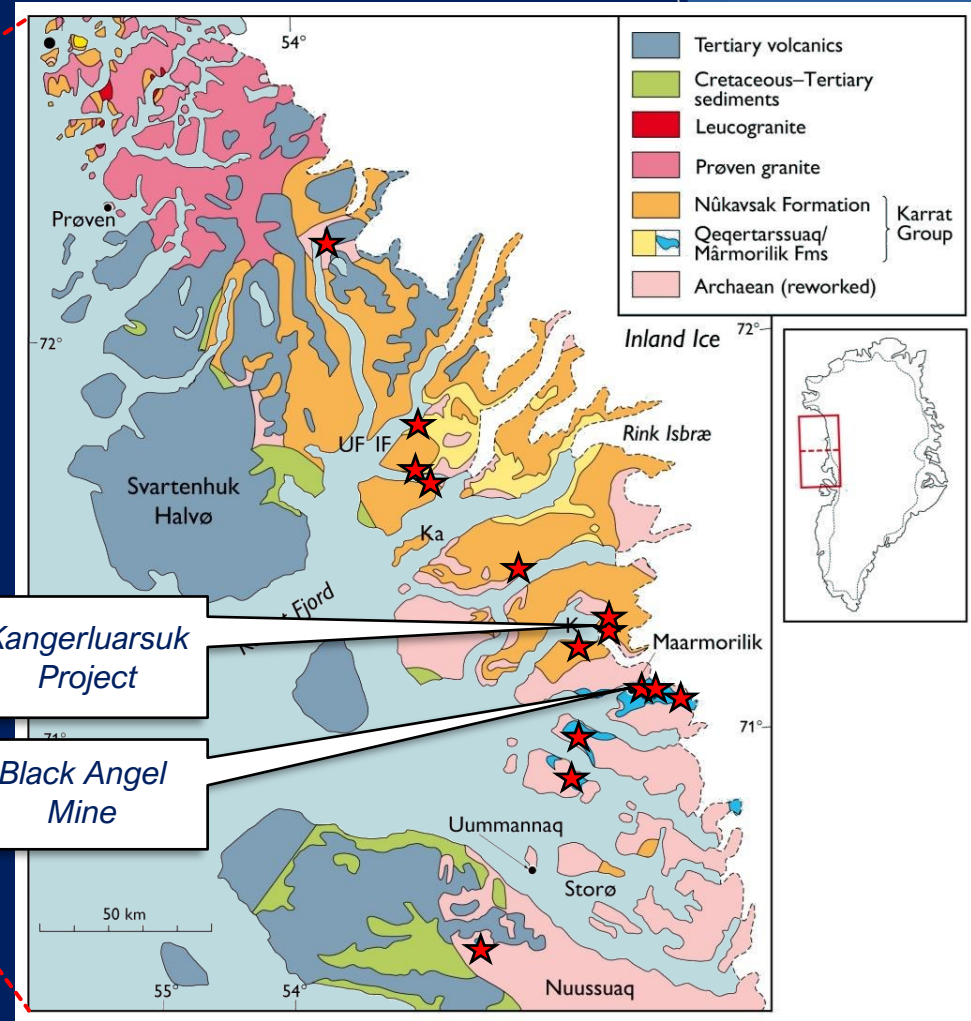 54°
Tertiary volcanics
Cretaceous–Tertiary
sediments
Leucogranite
Prøven granite
Nûkavsak Formation
Karrat
Group
Qeqertarssuaq/
Mârmorilik Fms
Archaean (reworked)
Prøven
72°
72°
Inland Ice
Rink Isbræ
UF IF
Svartenhuk
Halvø
Ka
Fjord
K
Kangerluarsuk
Project
Maarmorilik
71°
71°
Black Angel
Mine
Uummannaq
Storø
50 km
Nuussuaq
55°
54°